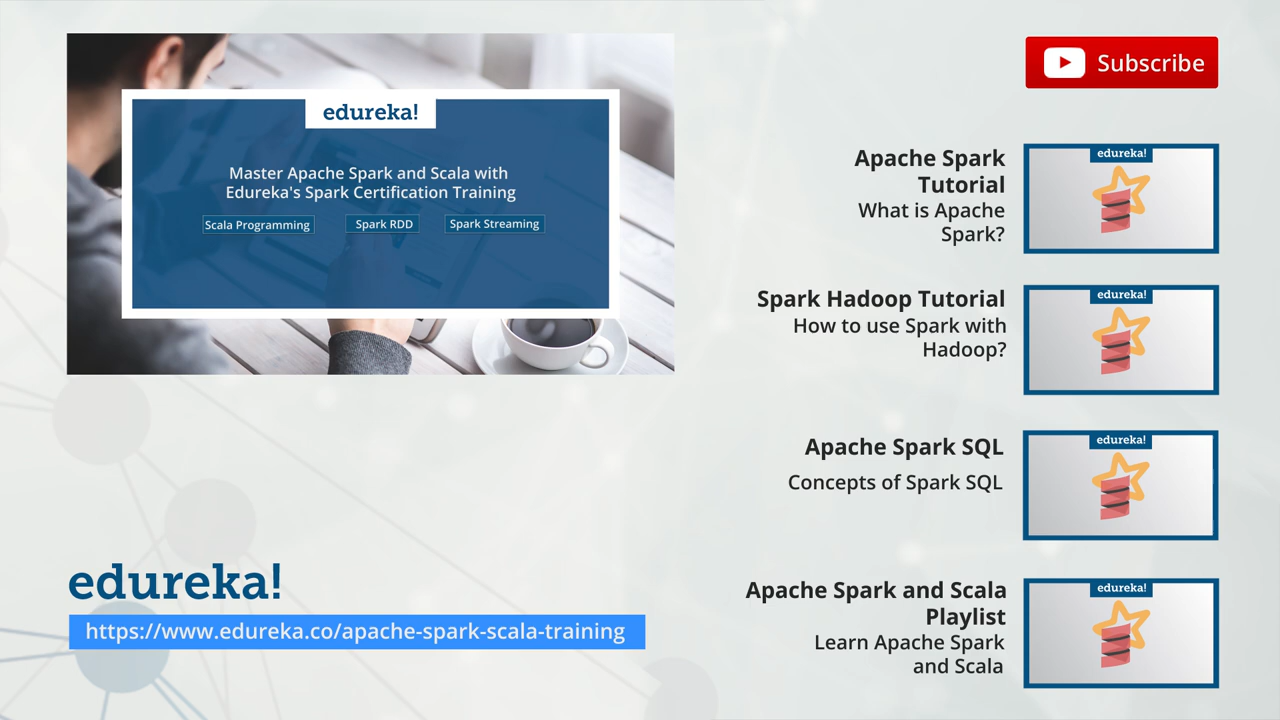 edureka!
Master Apache Spark and Scala with
Edureka's Spark Certification Training
Scala Programming
Spark RDD
Spark Streaming
edureka!
https://www.edureka.co/apache-spark-scala-training
Subscribe
Apache Spark
Tutorial
What is Apache
Spark?
edureka!
Spark Hadoop Tutorial
How to use Spark with
Hadoop?
edureka!
Apache Spark SQL
Concepts of Spark SQL
edureka!
Apache Spark and Scala
Playlist
Learn Apache Spark
and Scala
edureka!